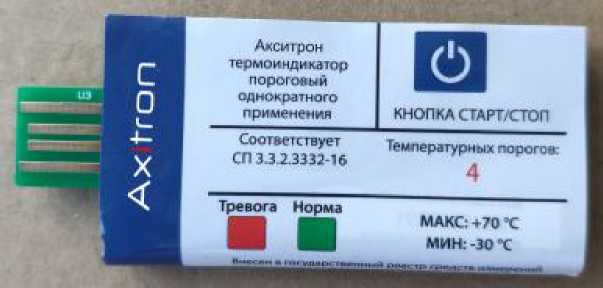 U3
Axitron
Акситрон
термоиндикатор
пороговый
однократного
применения
КНОПКА СТАРТ/СТОП
Соответствует
СП 3.3.2.3332-16
Температурных порогов:
4
Тревога Норма
МАКС: +70 °C
МИН: -30 °C
Внесен в государственный реестр средств измерений